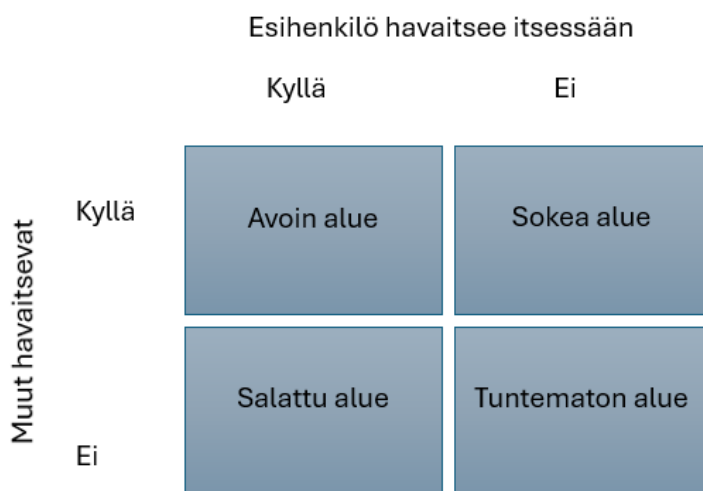 Esihenkilö havaitsee itsessään
Kyllä
Ei
Muut havaitsevat
Kyllä
Avoin alue
Sokea alue
Ei
Salattu alue
Tuntematon alue